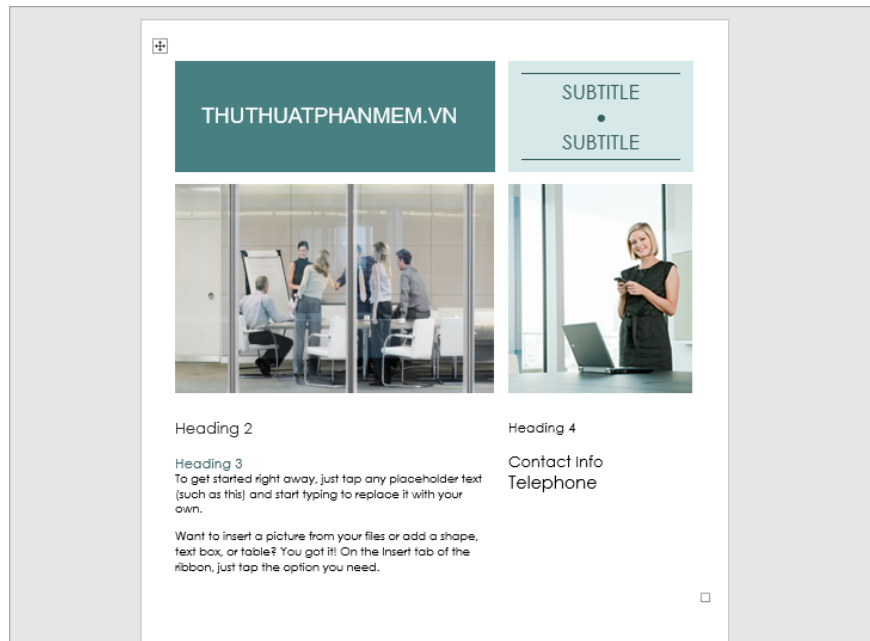 THUTHUATPHANMEM.VN
SUBTITLE
●
SUBTITLE
Heading 2
Heading 3
To get started right away, just tap any placeholder text
(such as this) and start typing to replace it with your
own.
Want to insert a picture from your files or add a shape,
text box, or table? You got it! On the Insert tab of the
ribbon, just tap the option you need.
Heading 4
Contact Info
Telephone